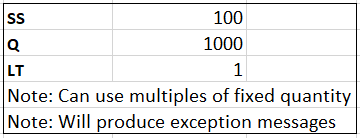 SS 100
Q 1000
LT 1
Note: Can use multiples of fixed quantity
Note: Will produce exception messages